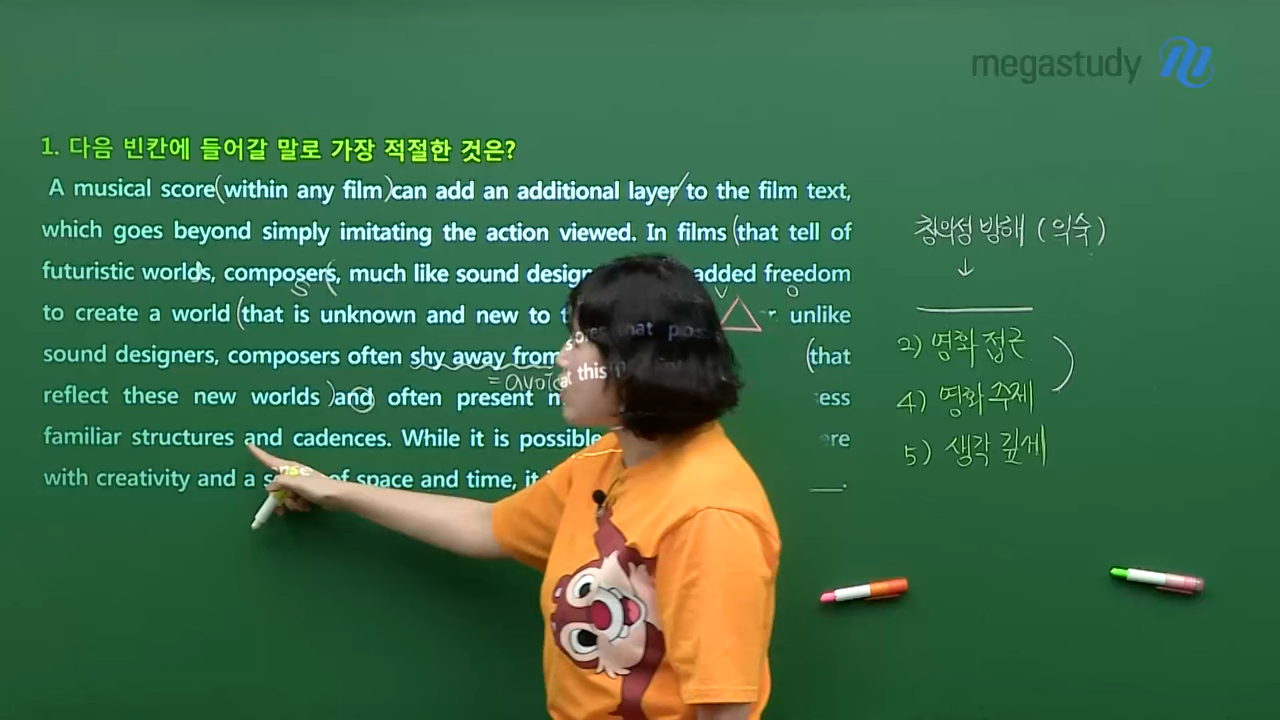 megastudy
1. 다음 빈칸에 들어갈 말로 가장 적절한 것은?
A musical score(within any film)can add an additional layer/to the film text,
which goes beyond simply imitating the action viewed. In films (that tell of
futuristic worlds, composers, much like sound added freedom
S (
V O
to create a world (that is unknown and new to unlike
sound designers, composers often shy away from (that
= avoid
reflect these new worlds )and often present
familiar structures and cadences. While it is possible
with creativity and a sense of space and time, it
창의성 방해 (익숙)
↓
2) 영화 접근
4) 영화 주제
5) 생각 깊게